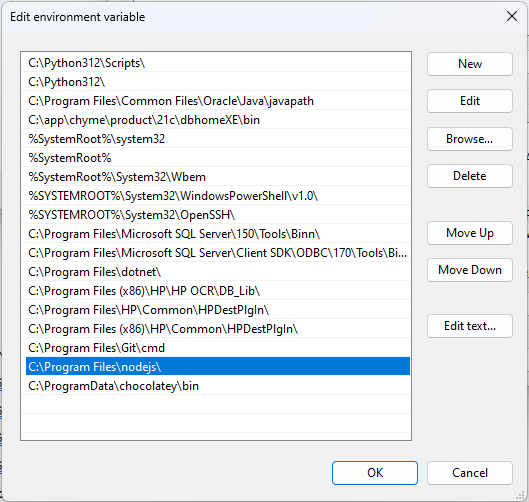 Edit environment variable
C:\Python312\Scripts\
C:\Python312\
C:\Program Files\Common Files\Oracle\Java\javapath
C:\app\chyme\product\21c\dbhomeXE\bin
%SystemRoot%\system32
%SystemRoot%
%SystemRoot%\System32\Wbem
%SYSTEMROOT%\System32\WindowsPowerShell\v1.0\
%SYSTEMROOT%\System32\OpenSSH\
C:\Program Files\Microsoft SQL Server\150\Tools\Binn\
C:\Program Files\Microsoft SQL Server\Client SDK\ODBC\170\Tools\Bi...
C:\Program Files\dotnet\
C:\Program Files (x86)\HP\HP OCR\DB_Lib\
C:\Program Files\HP\Common\HPDestPlgIn\
C:\Program Files (x86)\HP\Common\HPDestPlgIn\
C:\Program Files\Git\cmd
C:\Program Files\nodejs\
C:\ProgramData\chocolatey\bin
New
Edit
Browse...
Delete
Move Up
Move Down
Edit text...
OK
Cancel